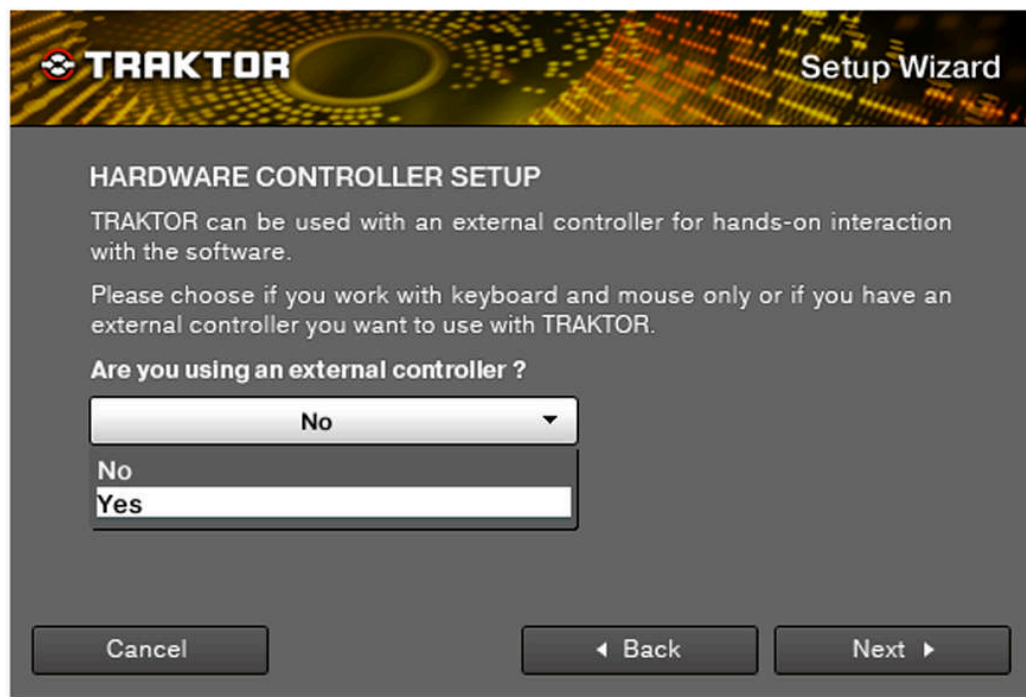 TRAKTOR
Setup Wizard
HARDWARE CONTROLLER SETUP
TRAKTOR can be used with an external controller for hands-on interaction
with the software.
Please choose if you work with keyboard and mouse only or if you have an
external controller you want to use with TRAKTOR.
Are you using an external controller ?
No
No
Yes
Cancel
Back
Next